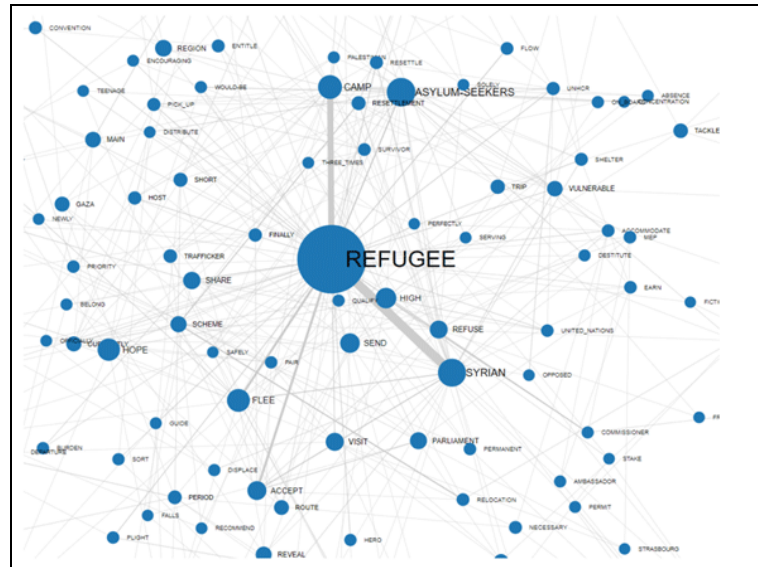 CONVENTION
REGION
ENTITLE
FLOW
ENCOURAGING
PALESTINIAN
RESETTLE
TEENAGE
WOULD-BE
CAMP
ASYLUM-SEEKERS
SOLELY
UNHCR
ABSENCE
PICK_UP
RESETTLEMENT
DISTRIBUTE
TACKLE
MAIN
SURVIVOR
THREE_TIMES
SHELTER
SHORT
TRIP
VULNERABLE
HOST
GAZA
NEWLY
PERFECTLY
FINALLY
SERVING
ACCOMMODATE
MEP
TRAFFICKER
REFUGEE
DESTITUTE
PRIORITY
SHARE
EARN
BELONG
HIGH
SCHEME
REFUSE
UNITED_NATIONS
SEND
HOPE
SAFELY
PAIR
SYRIAN
OPPOSED
FLEE
GUIDE
COMMISSIONER
VISIT
PARLIAMENT
BURDEN
PERMANENT
SORT
STAKE
DISPLACE
AMBASSADOR
ACCEPT
PERIOD
RELOCATION
ROUTE
PERMIT
FALLS
RECOMMEND
NECESSARY
PLIGHT
HERO
REVEAL
STRASBOURG